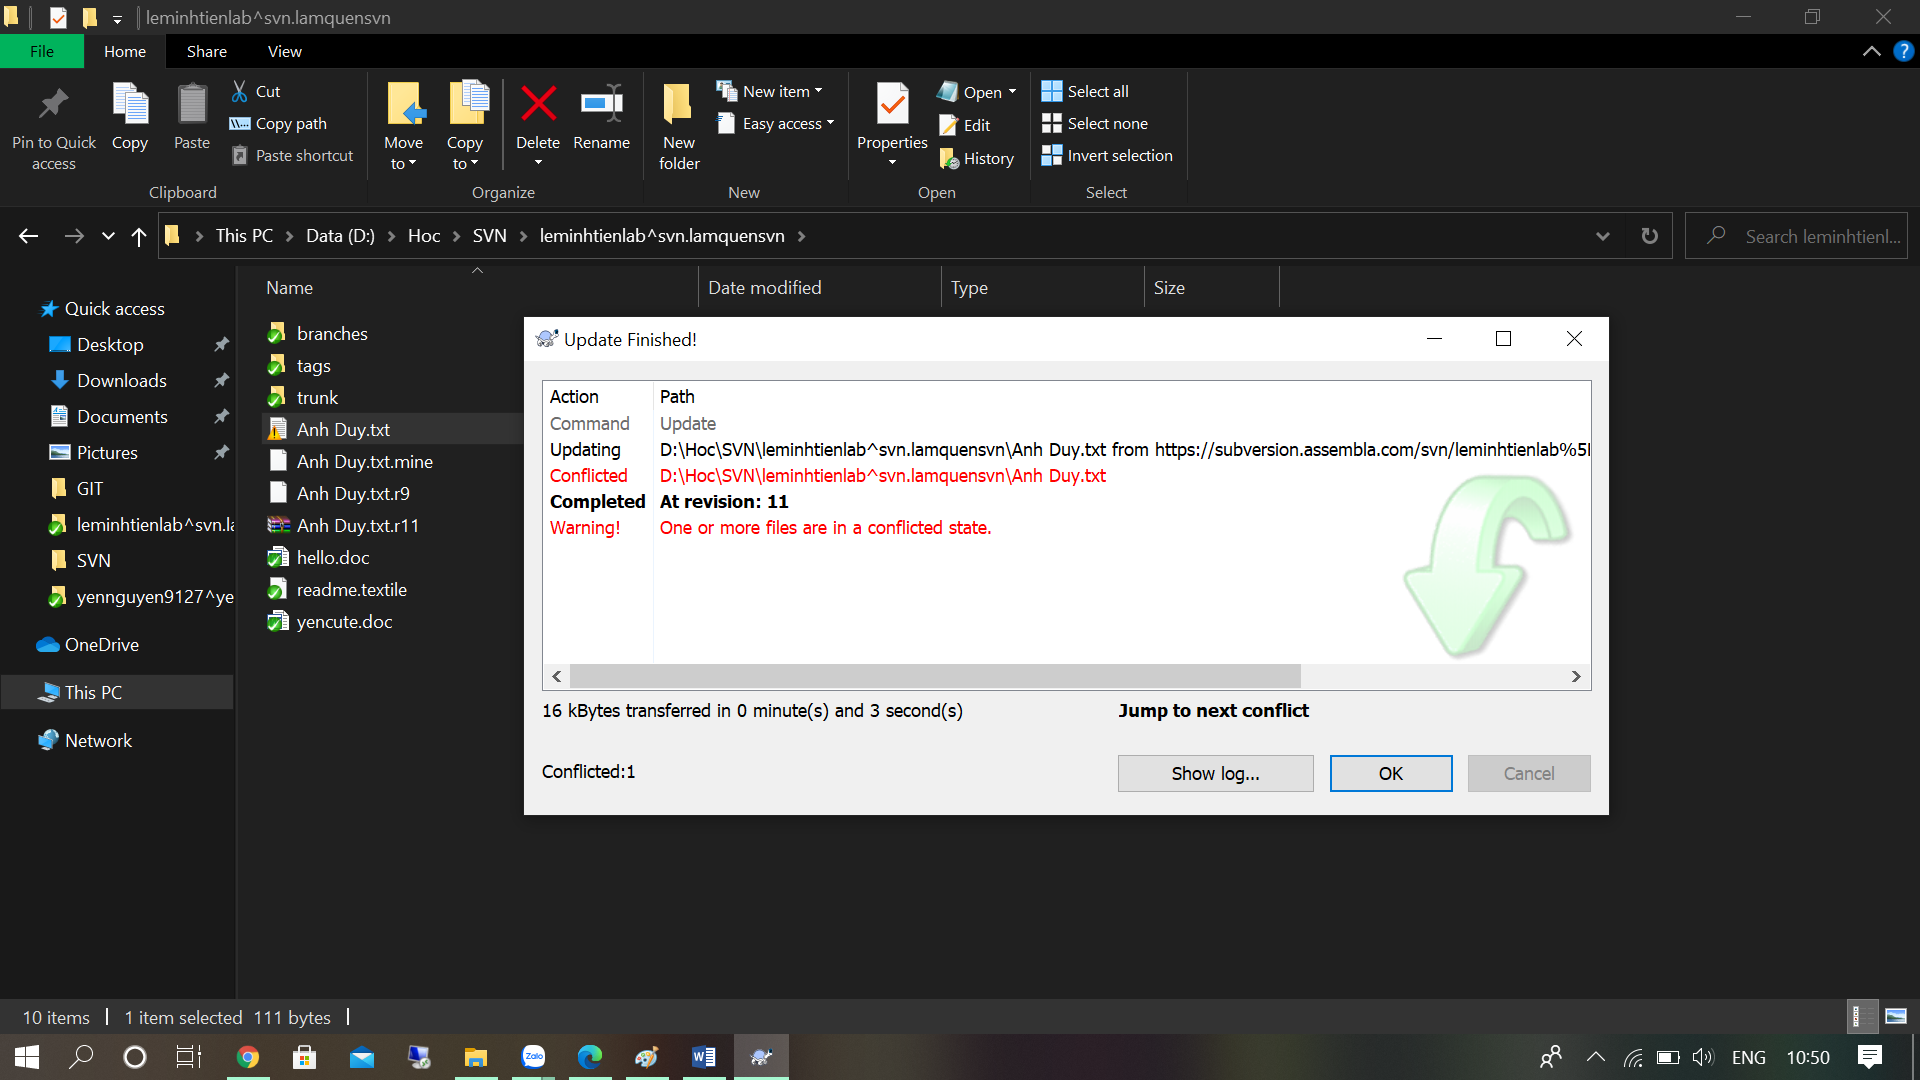 leminhtienlab^svn.lamquensvn
File Home Share View
Pin to Quick access
Copy
Paste
Cut
Copy path
Paste shortcut
Clipboard
Move to
Copy to
Delete
Rename
Organize
New folder
New item
Easy access
New
Properties
Open
Edit
History
Open
Select all
Select none
Invert selection
Select
This PC > Data (D:) > Hoc > SVN > leminhtienlab^svn.lamquensvn >
Search leminhtienl...
Name Date modified Type Size
Quick access
Desktop
Downloads
Documents
Pictures
GIT
leminhtienlab^svn.la
SVN
yennguyen9127^ye
OneDrive
This PC
Network
branches
tags
trunk
Anh Duy.txt
Anh Duy.txt.mine
Anh Duy.txt.r9
Anh Duy.txt.r11
hello.doc
readme.textile
yencute.doc
Update Finished!
Action Path
Command Update
Updating D:\Hoc\SVN\leminhtienlab^svn.lamquensvn\Anh Duy.txt from https://subversion.assembla.com/svn/leminhtienlab%5
Conflicted D:\Hoc\SVN\leminhtienlab^svn.lamquensvn\Anh Duy.txt
Completed At revision: 11
Warning! One or more files are in a conflicted state.
16 kBytes transferred in 0 minute(s) and 3 second(s)
Jump to next conflict
Conflicted:1
Show log... OK Cancel
10 items 1 item selected 111 bytes
Zalo
ENG 10:50